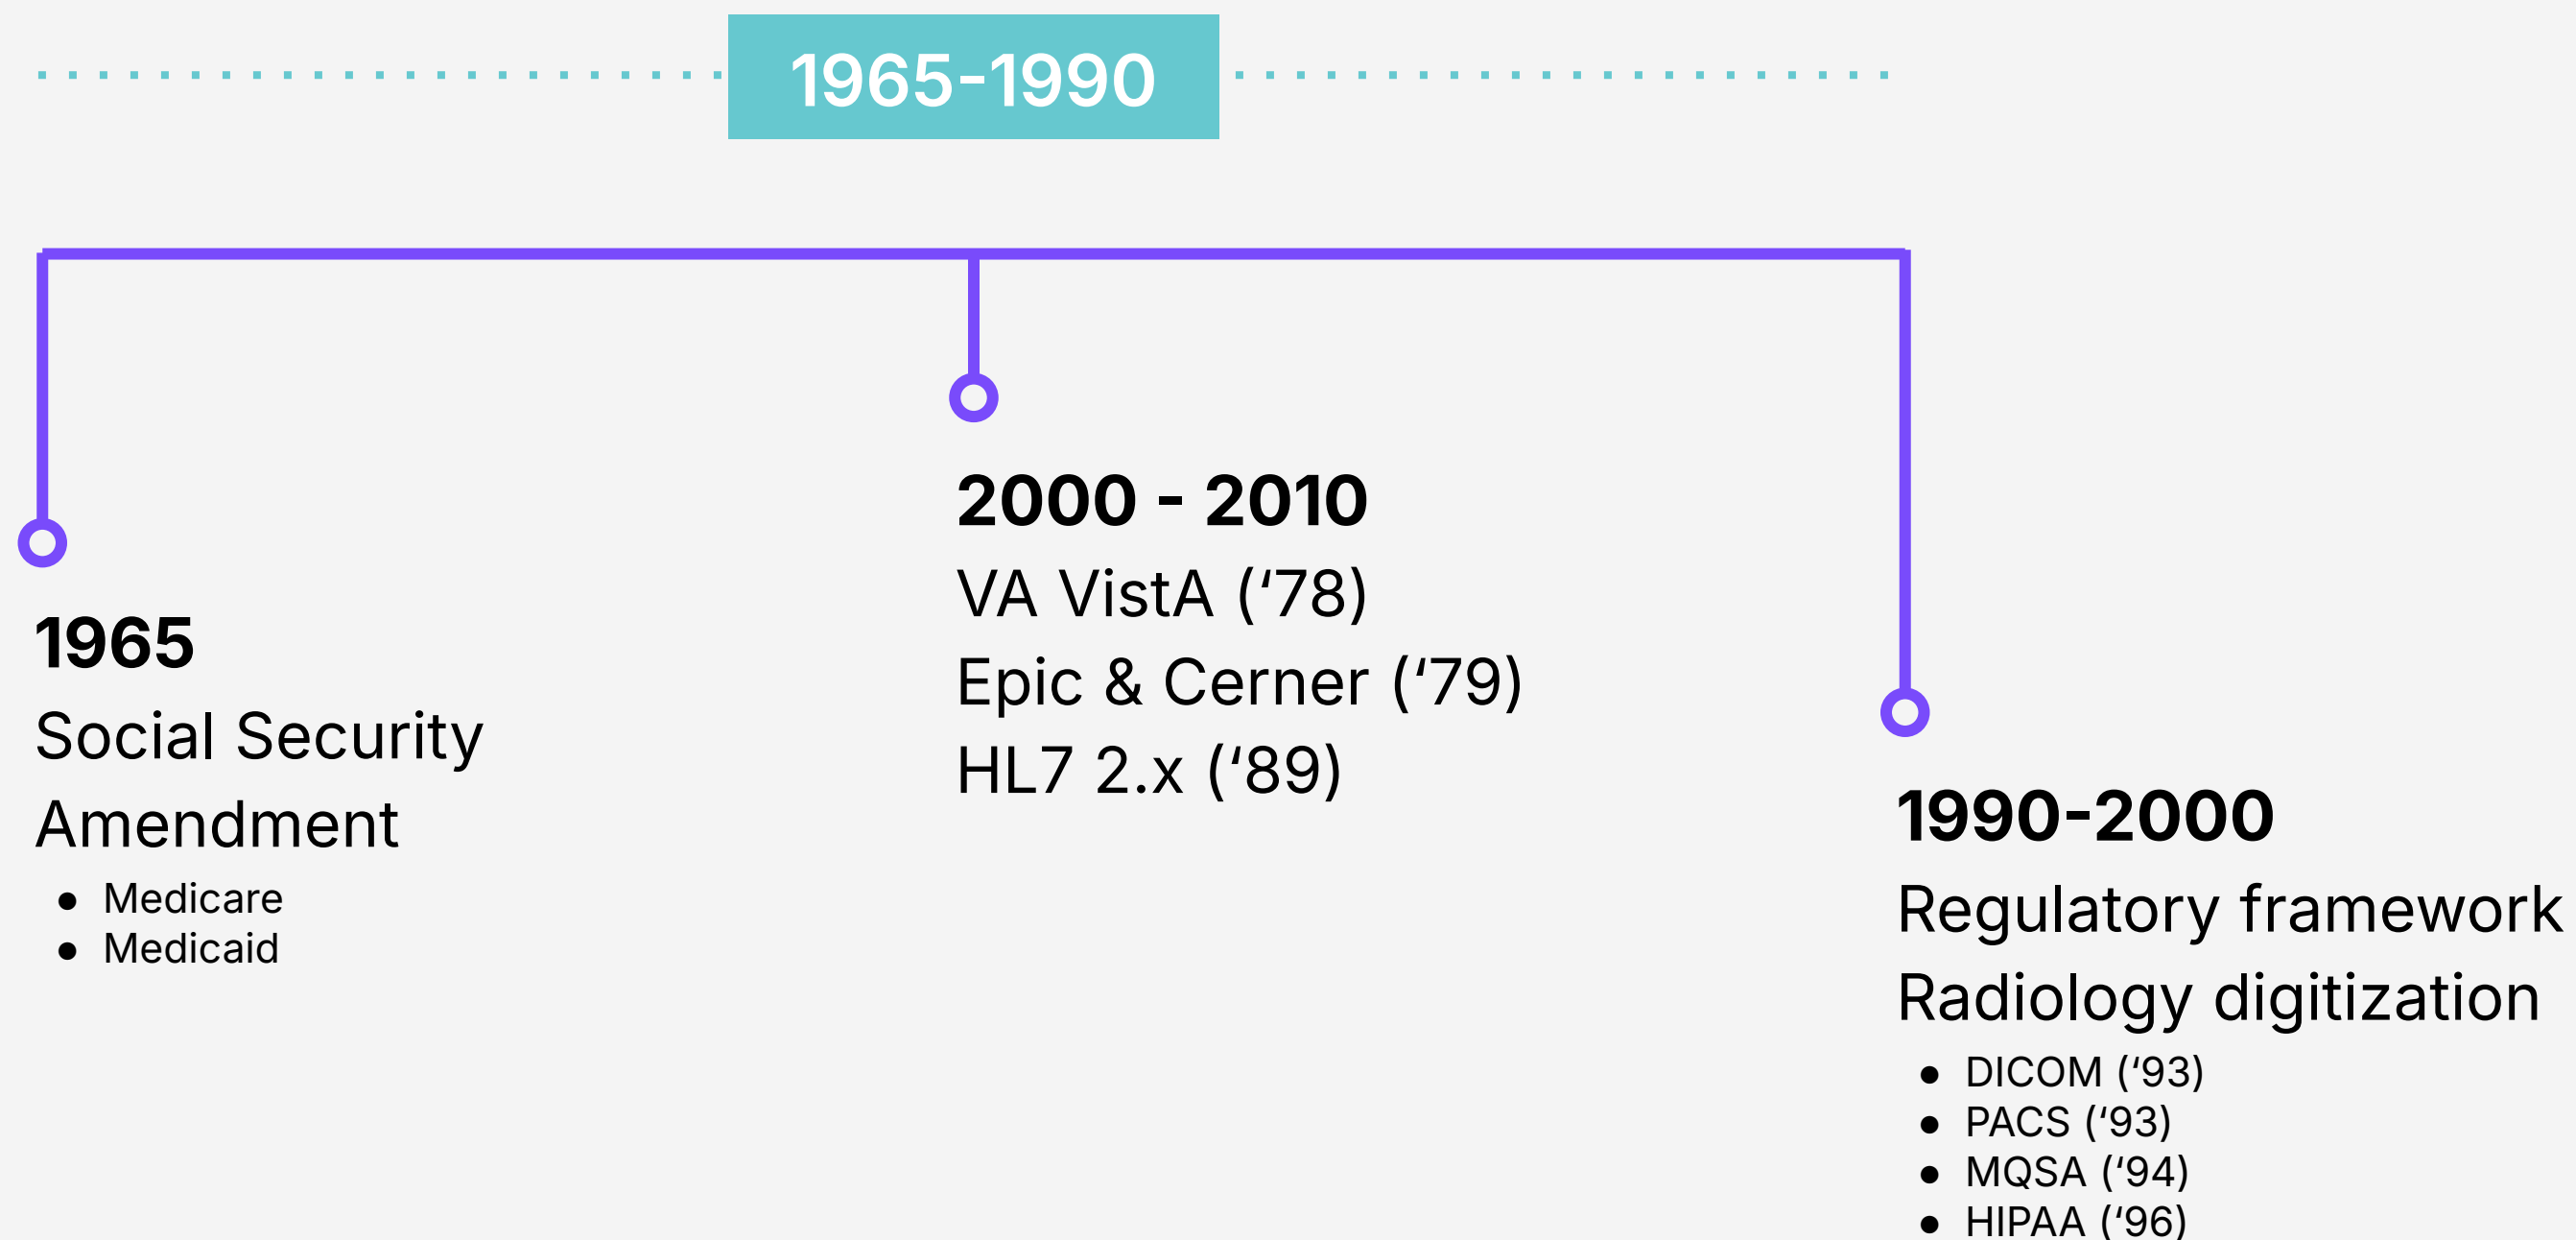 1965-1990
1965
Social Security
Amendment
● Medicare
● Medicaid
2000 - 2010
VA VistA (‘78)
Epic & Cerner (‘79)
HL7 2.x (‘89)
1990-2000
Regulatory framework
Radiology digitization
● DICOM (‘93)
● PACS (‘93)
● MQSA (‘94)
● HIPAA (‘96)